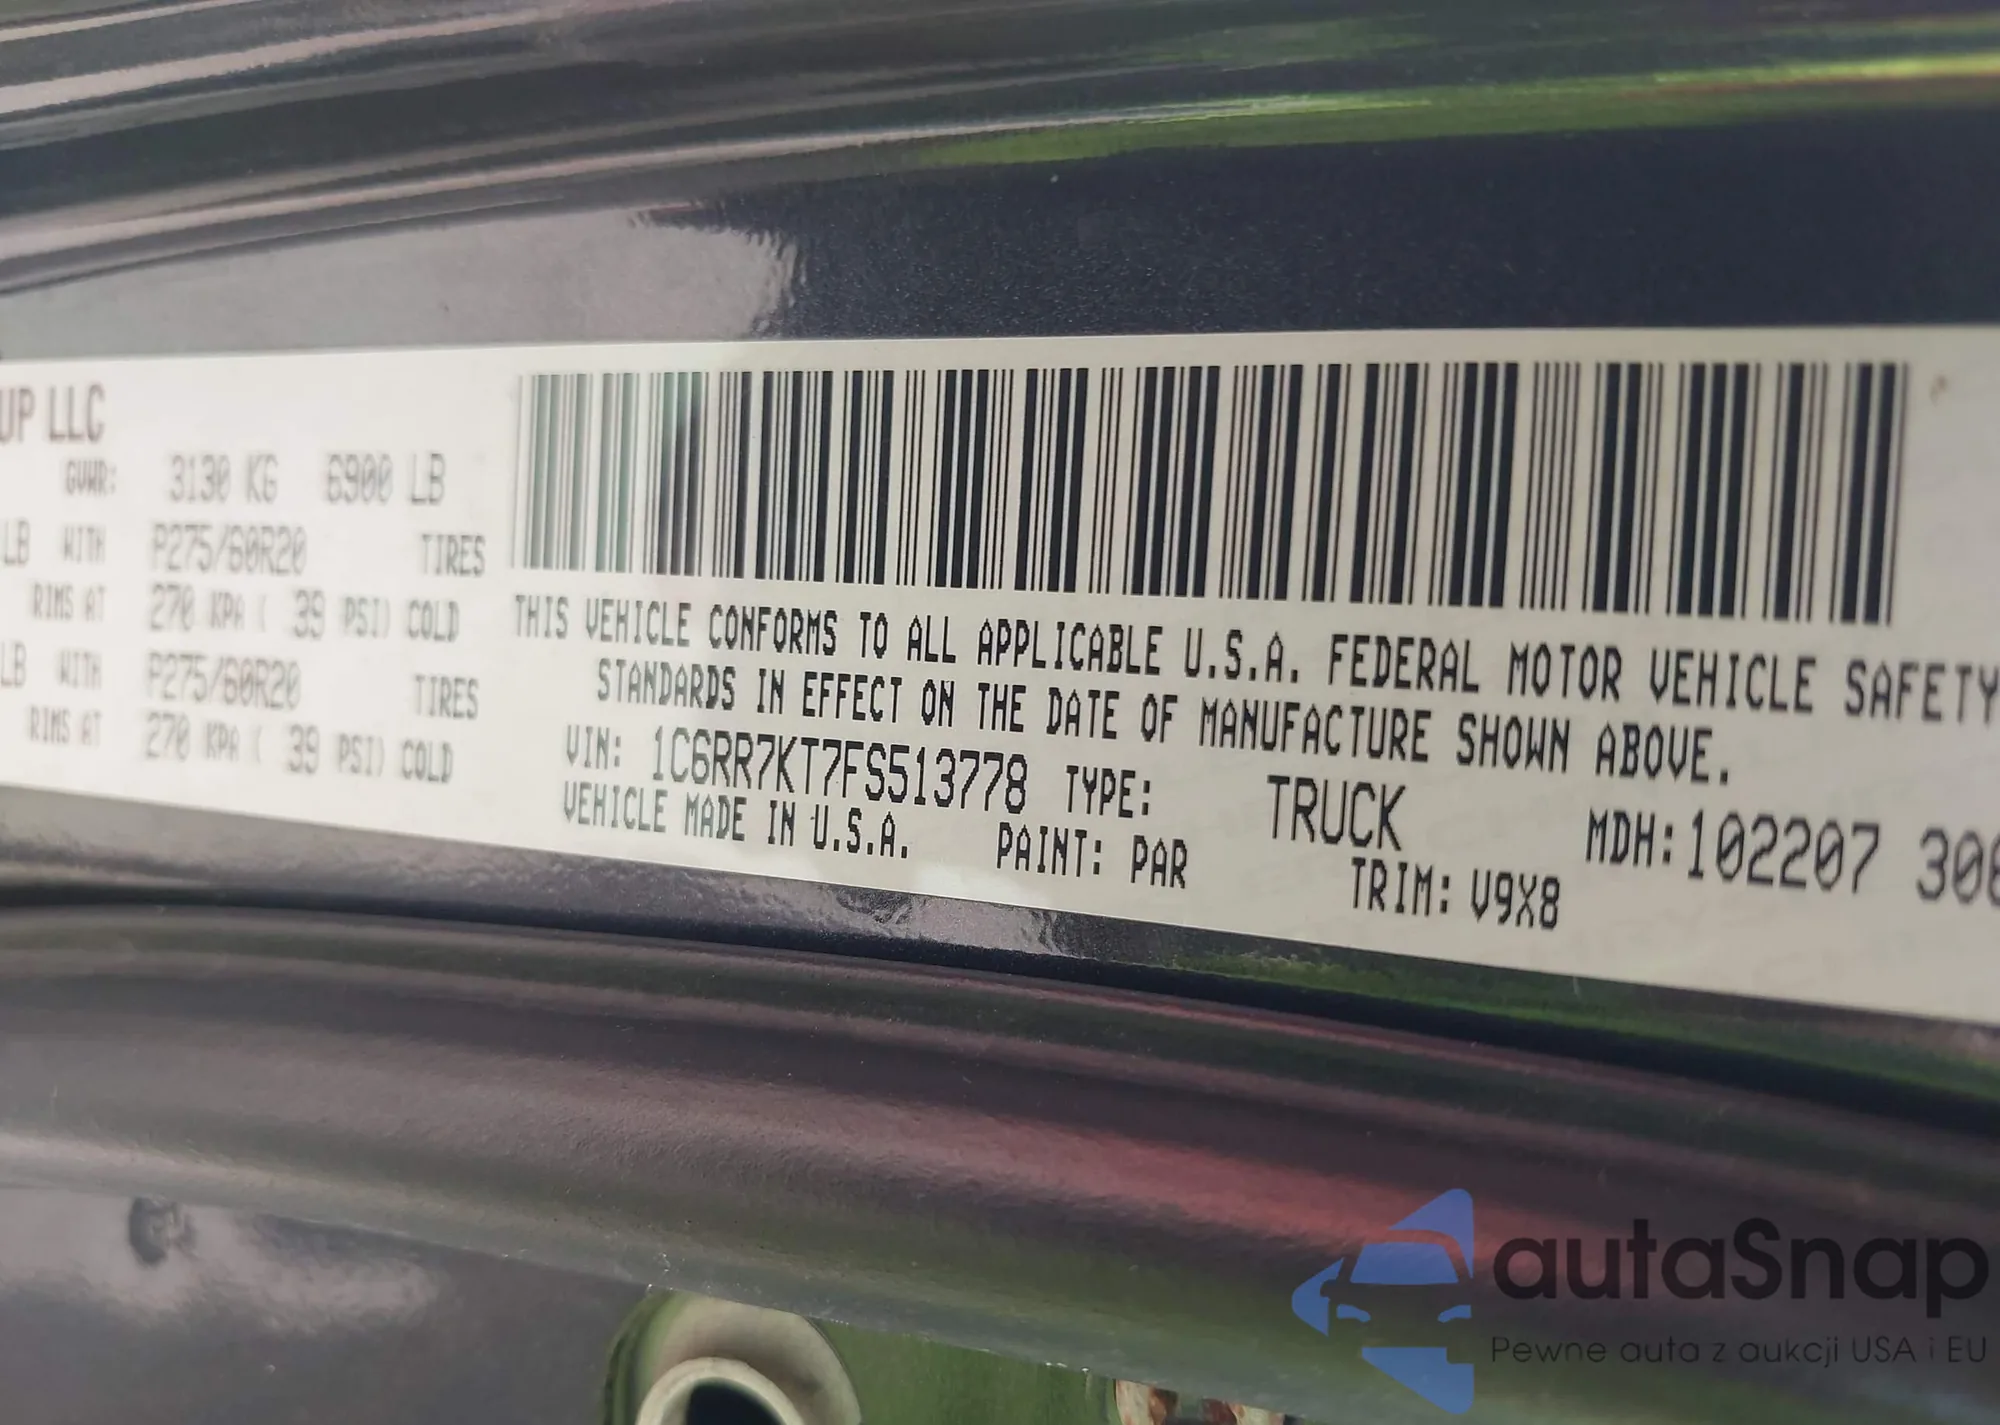 UP LLC
GVWR: 3130 KG 6900 LB
LB WITH P275/60R20 TIRES
RIMS AT 270 KPA ( 39 PSI) COLD
LB WITH P275/60R20 TIRES
RIMS AT 270 KPA ( 39 PSI) COLD
THIS VEHICLE CONFORMS TO ALL APPLICABLE U.S.A. FEDERAL MOTOR VEHICLE SAFETY
STANDARDS IN EFFECT ON THE DATE OF MANUFACTURE SHOWN ABOVE.
VIN: 1C6RR7KT7FS513778 TYPE: TRUCK MDH: 102207 308
VEHICLE MADE IN U.S.A. PAINT: PAR TRIM: V9X8
autaSnap
Pewne auta z aukcji USA i EU